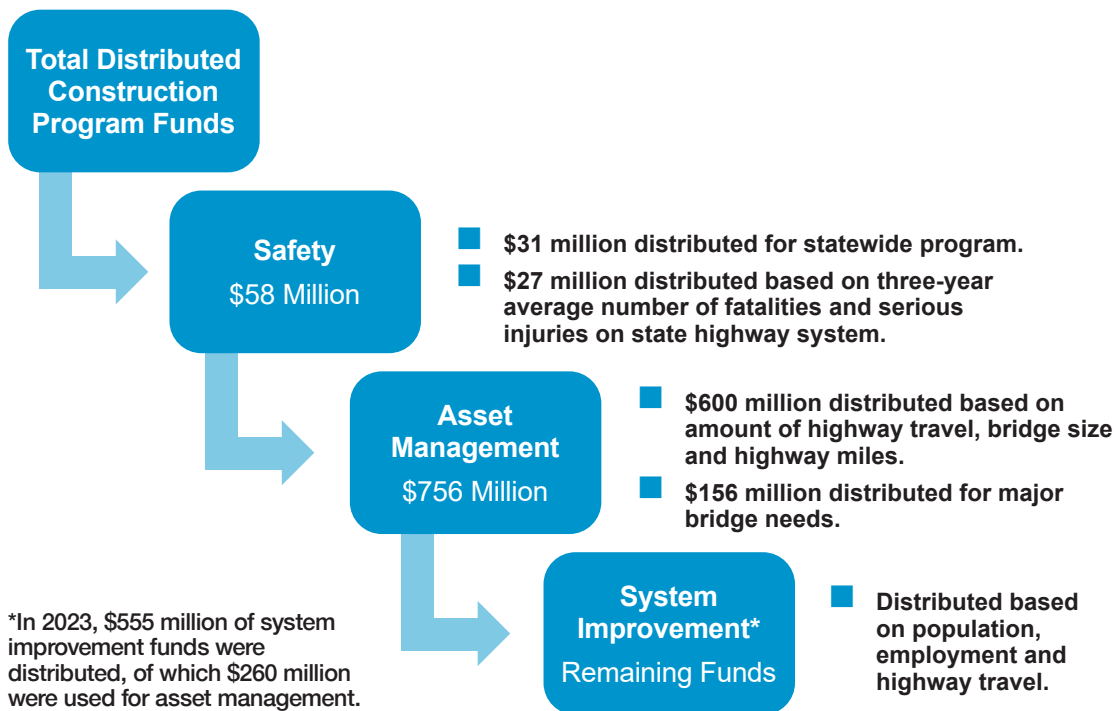 Total Distributed
Construction
Program Funds
Safety
$58 Million
$31 million distributed for statewide program.
$27 million distributed based on three-year
average number of fatalities and serious
injuries on state highway system.
Asset
Management
$756 Million
$600 million distributed based on
amount of highway travel, bridge size
and highway miles.
$156 million distributed for major
bridge needs.
System
Improvement*
Remaining Funds
Distributed based
on population,
employment and
highway travel.
*In 2023, $555 million of system
improvement funds were
distributed, of which $260 million
were used for asset management.